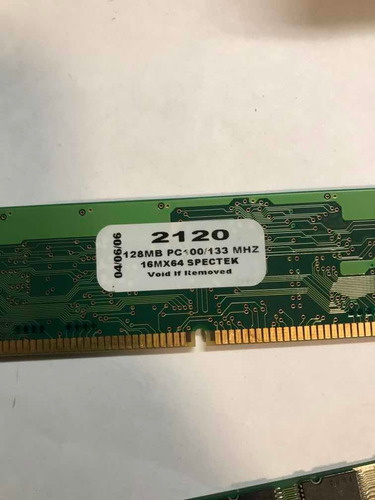 04/06/06
2120
128MB PC100/133 MHZ
16MX64 SPECTEK
Void If Removed